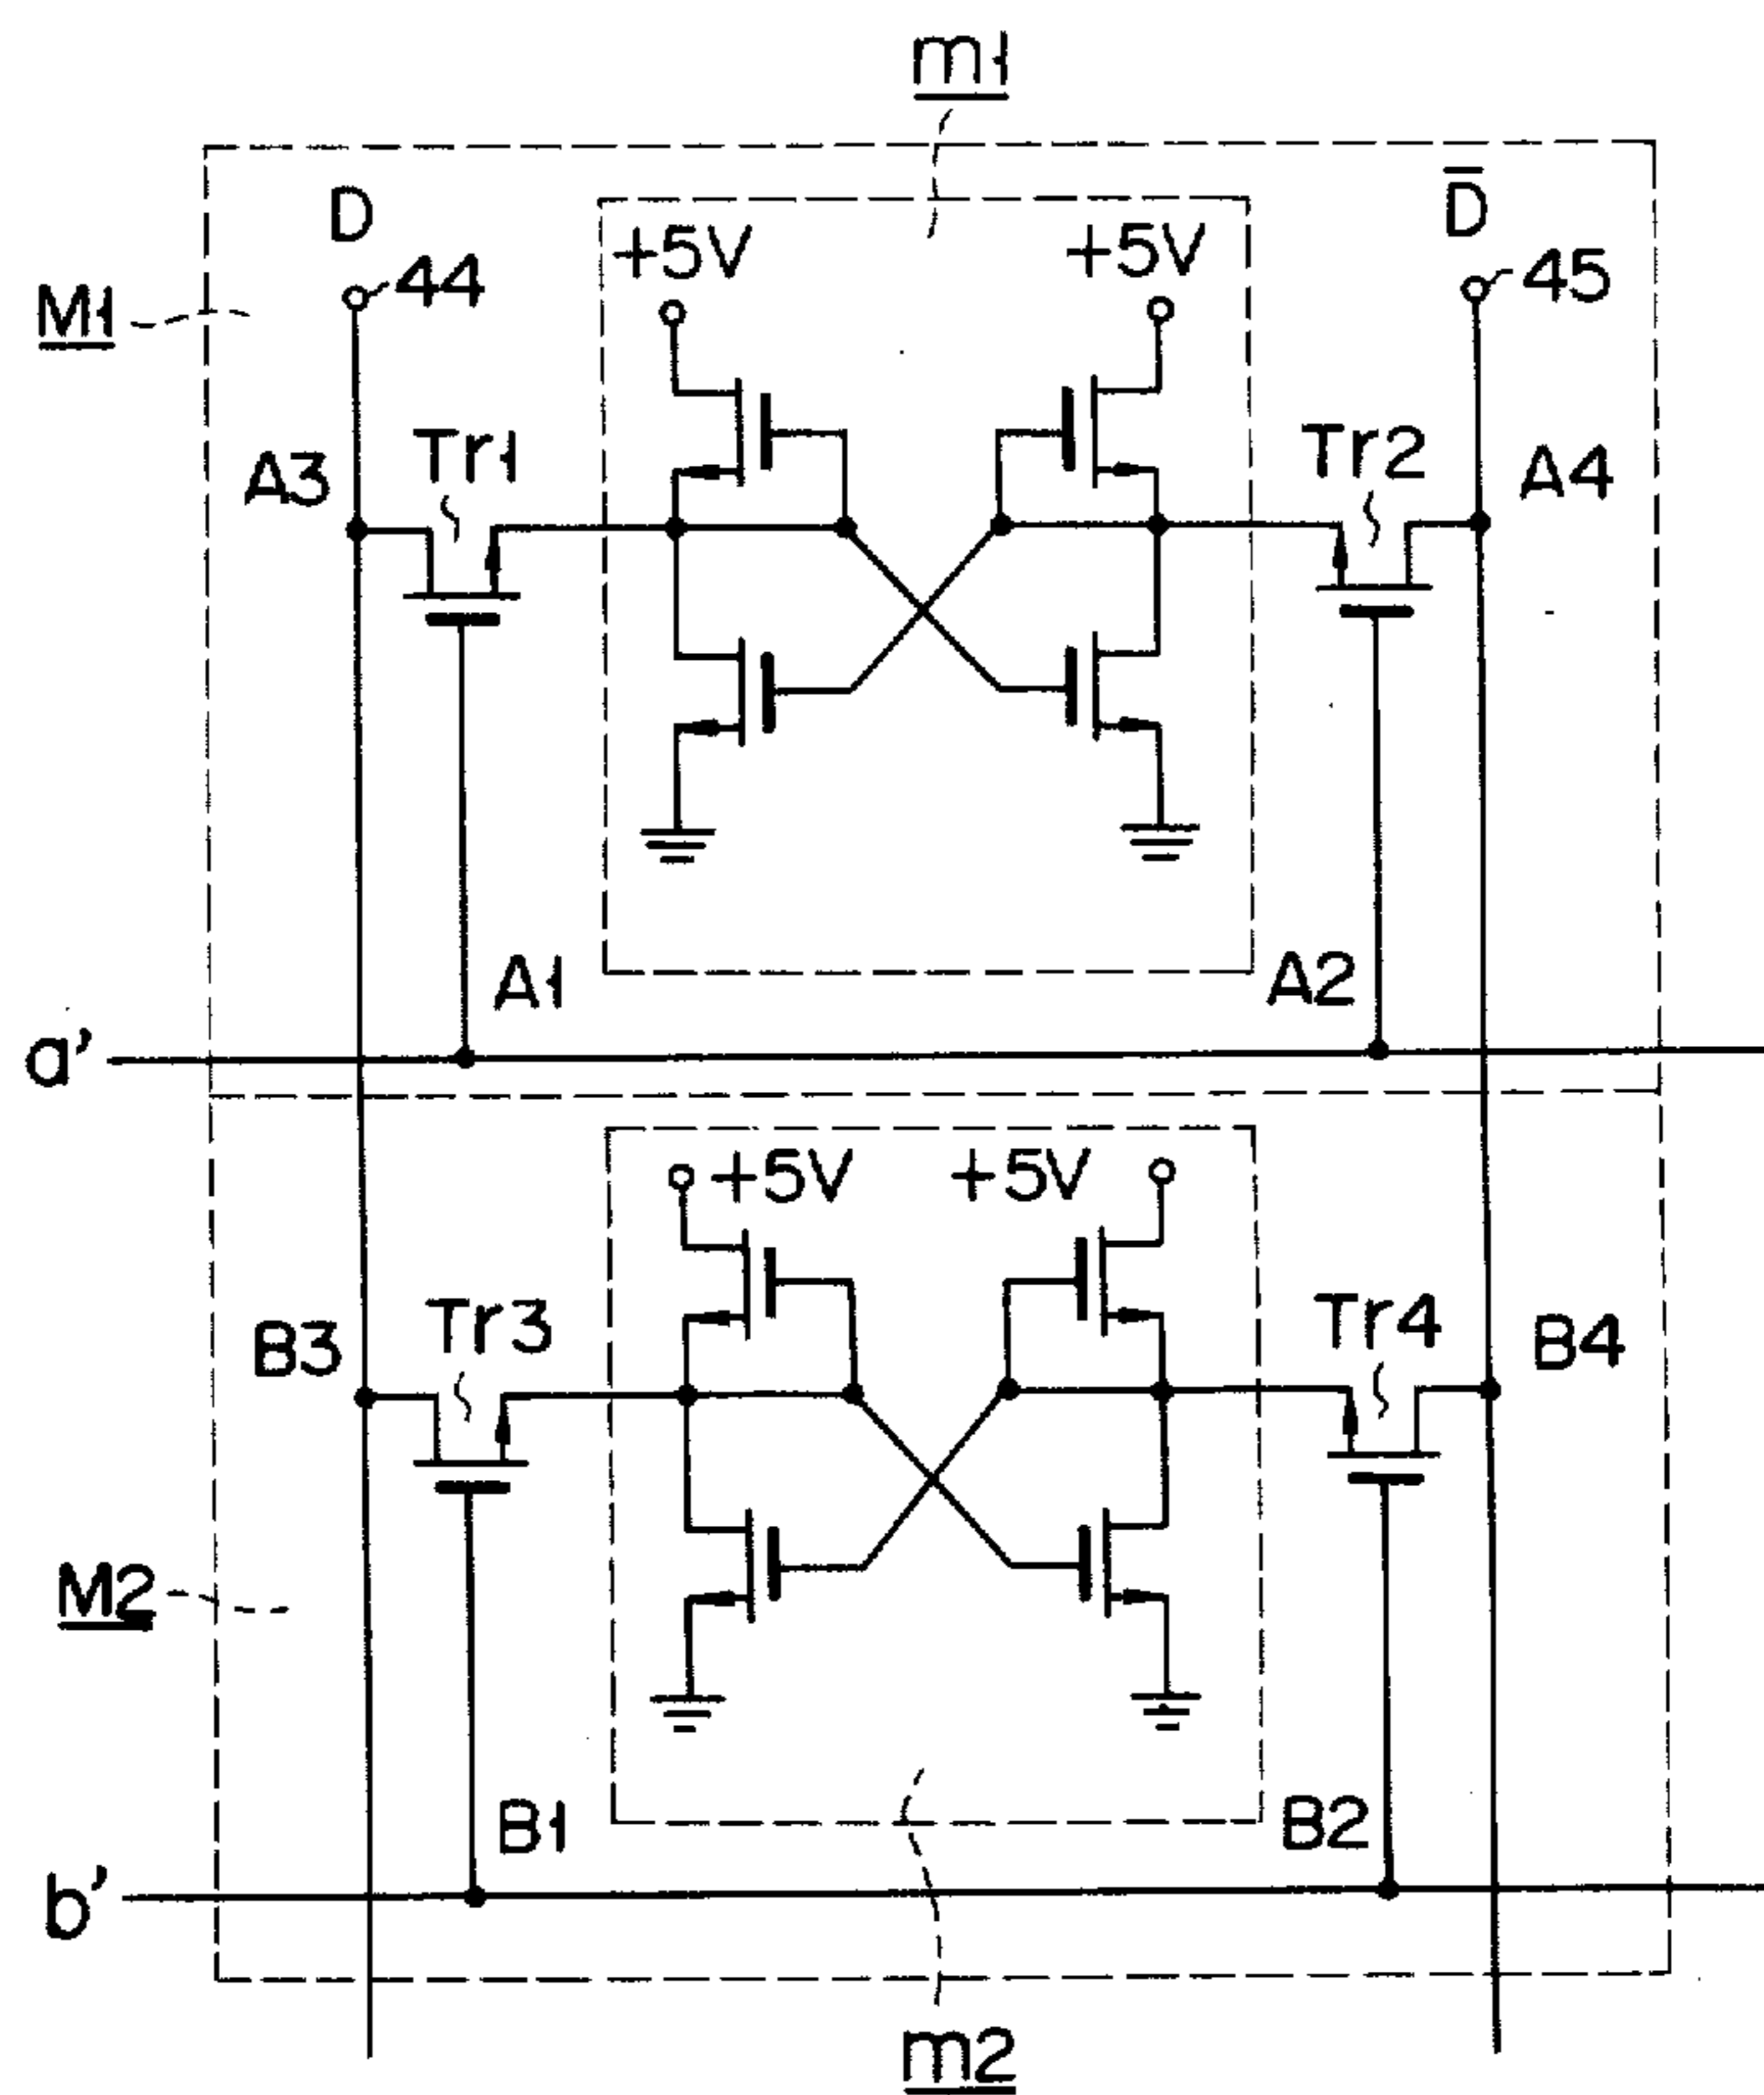 m1
D
D̅
+5V
+5V
44
45
M1
A3
Tr1
Tr2
A4
A1
A2
a'
+5V
+5V
B3
Tr3
Tr4
B4
M2
B1
B2
b'
m2